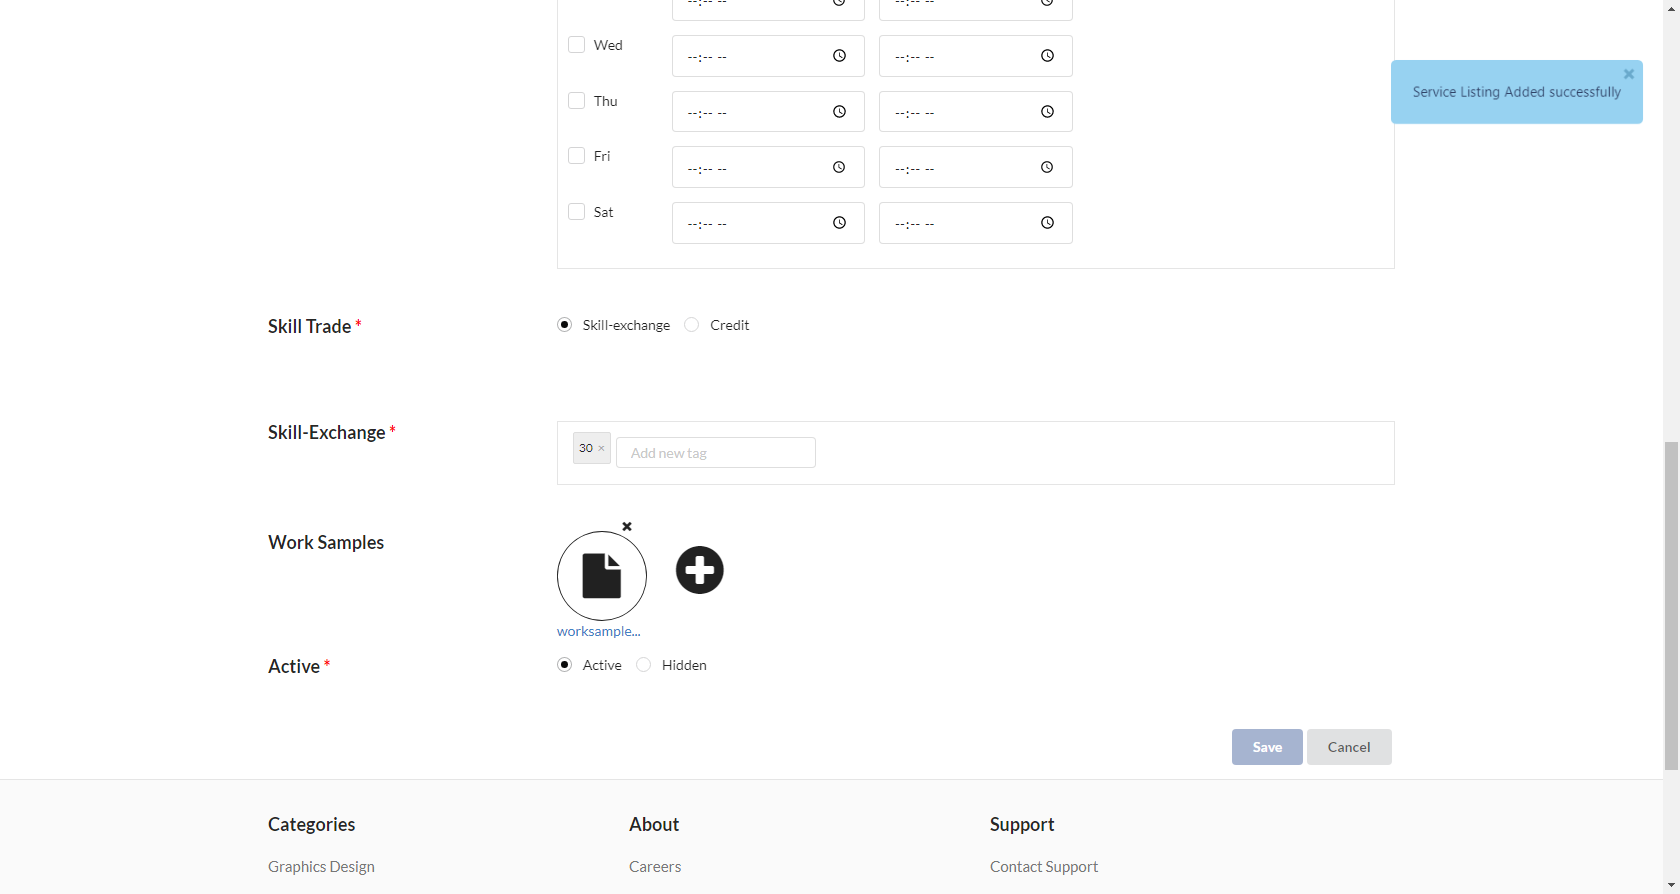 --:-- -- --:-- --
Wed --:-- -- --:-- --
Service Listing Added successfully
Thu --:-- -- --:-- --
Fri --:-- -- --:-- --
Sat --:-- -- --:-- --
Skill Trade * Skill-exchange Credit
Skill-Exchange * 30 × Add new tag
Work Samples
worksample...
Active * Active Hidden
Save Cancel
Categories About Support
Graphics Design Careers Contact Support